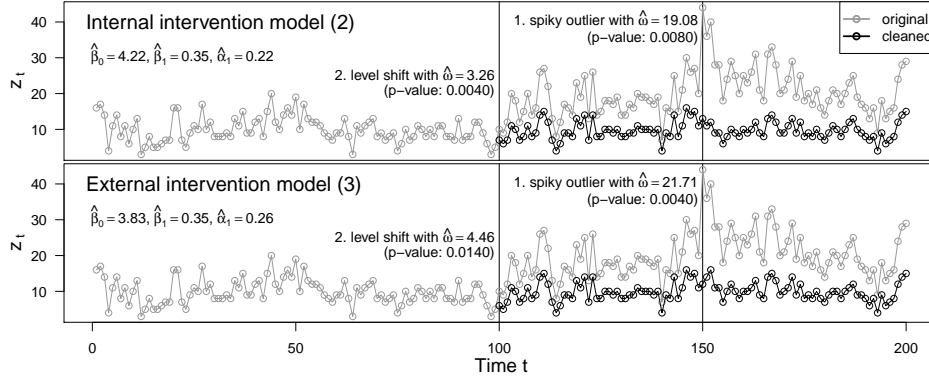 Internal intervention model (2)
β̂₀ = 4.22, β̂₁ = 0.35, α̂₁ = 0.22
1. spiky outlier with ω̂ = 19.08
(p-value: 0.0080)
2. level shift with ω̂ = 3.26
(p-value: 0.0040)
original
cleaned
z t
40
30
20
10
External intervention model (3)
β̂₀ = 3.83, β̂₁ = 0.35, α̂₁ = 0.26
1. spiky outlier with ω̂ = 21.71
(p-value: 0.0040)
2. level shift with ω̂ = 4.46
(p-value: 0.0140)
z t
40
30
20
10
0 50 100 150 200
Time t